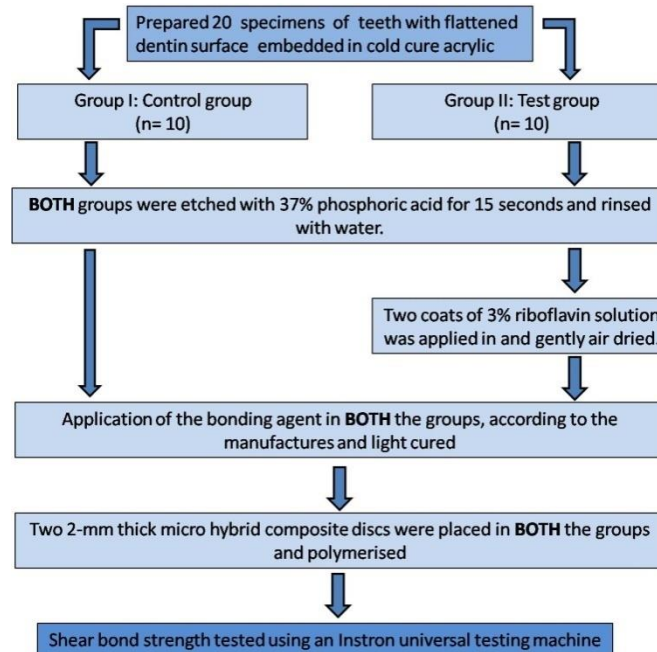 Prepared 20 specimens of teeth with flattened
dentin surface embedded in cold cure acrylic
Group I: Control group
(n= 10)
Group II: Test group
(n= 10)
BOTH groups were etched with 37% phosphoric acid for 15 seconds and rinsed
with water.
Two coats of 3% riboflavin solution
was applied in and gently air dried.
Application of the bonding agent in BOTH the groups, according to the
manufactures and light cured
Two 2-mm thick micro hybrid composite discs were placed in BOTH the groups
and polymerised
Shear bond strength tested using an Instron universal testing machine